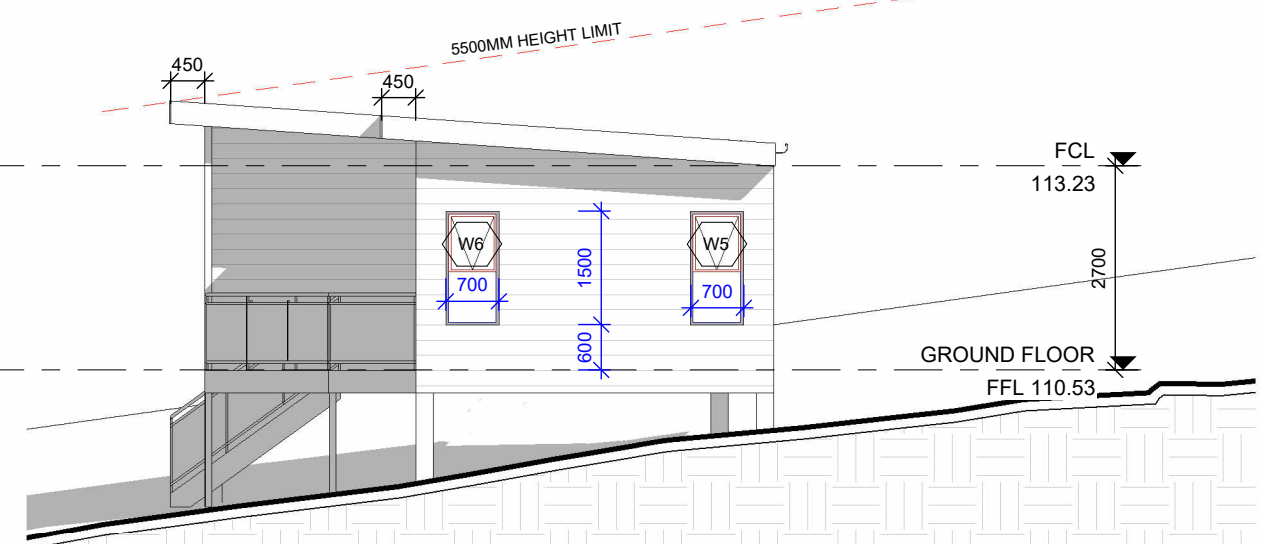 5500MM HEIGHT LIMIT
450
450
FCL
113.23
W6
W5
1500
2700
700
700
600
GROUND FLOOR
FFL 110.53